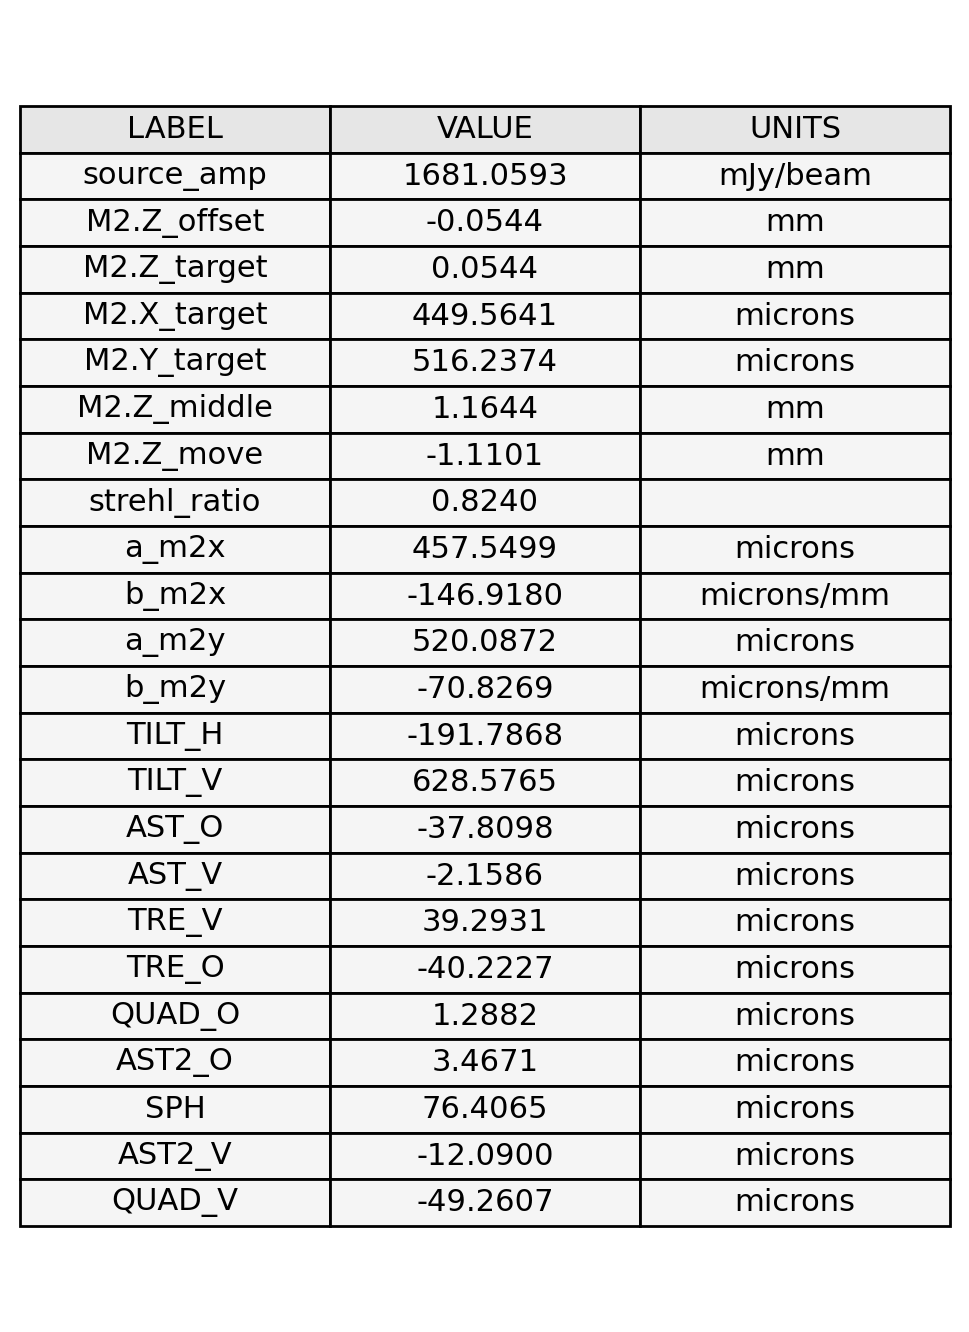 LABEL VALUE UNITS
source_amp 1681.0593 mJy/beam
M2.Z_offset -0.0544 mm
M2.Z_target 0.0544 mm
M2.X_target 449.5641 microns
M2.Y_target 516.2374 microns
M2.Z_middle 1.1644 mm
M2.Z_move -1.1101 mm
strehl_ratio 0.8240
a_m2x 457.5499 microns
b_m2x -146.9180 microns/mm
a_m2y 520.0872 microns
b_m2y -70.8269 microns/mm
TILT_H -191.7868 microns
TILT_V 628.5765 microns
AST_O -37.8098 microns
AST_V -2.1586 microns
TRE_V 39.2931 microns
TRE_O -40.2227 microns
QUAD_O 1.2882 microns
AST2_O 3.4671 microns
SPH 76.4065 microns
AST2_V -12.0900 microns
QUAD_V -49.2607 microns